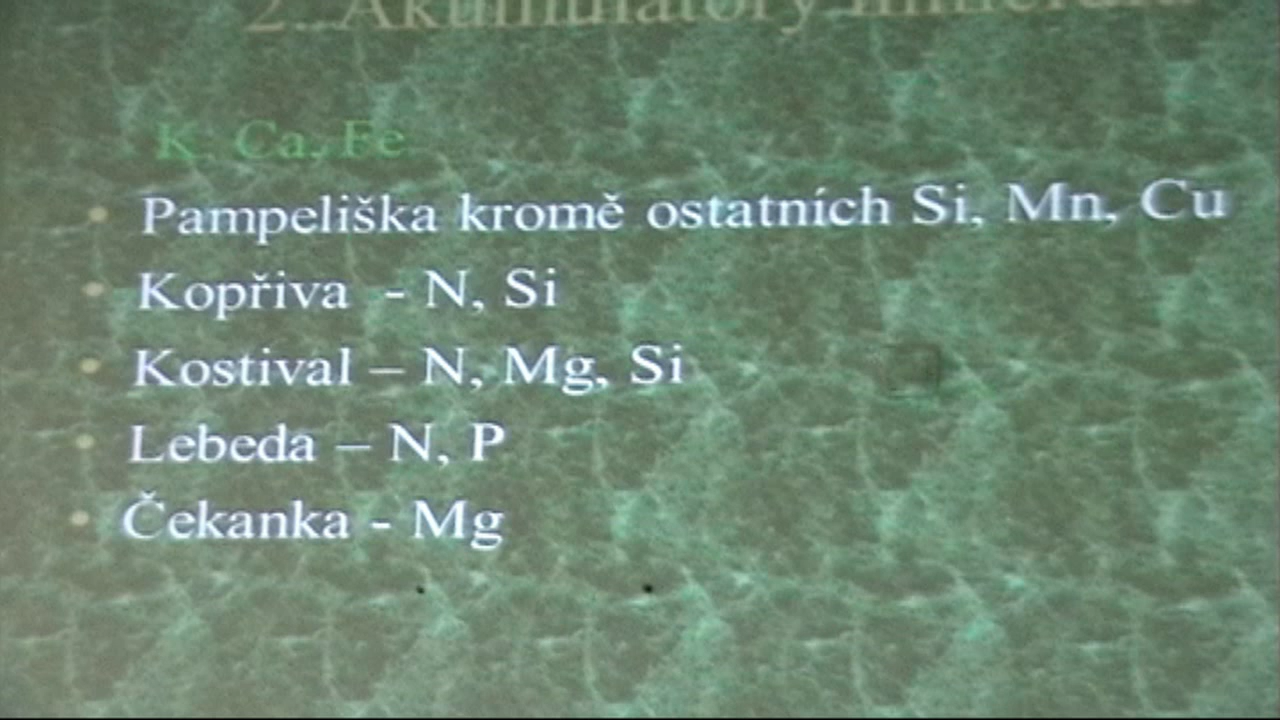 2. Akumulátory minerálů
K, Ca, Fe
• Pampeliška kromě ostatních Si, Mn, Cu
• Kopřiva - N, Si
• Kostival – N, Mg, Si
• Lebeda – N, P
• Čekanka - Mg